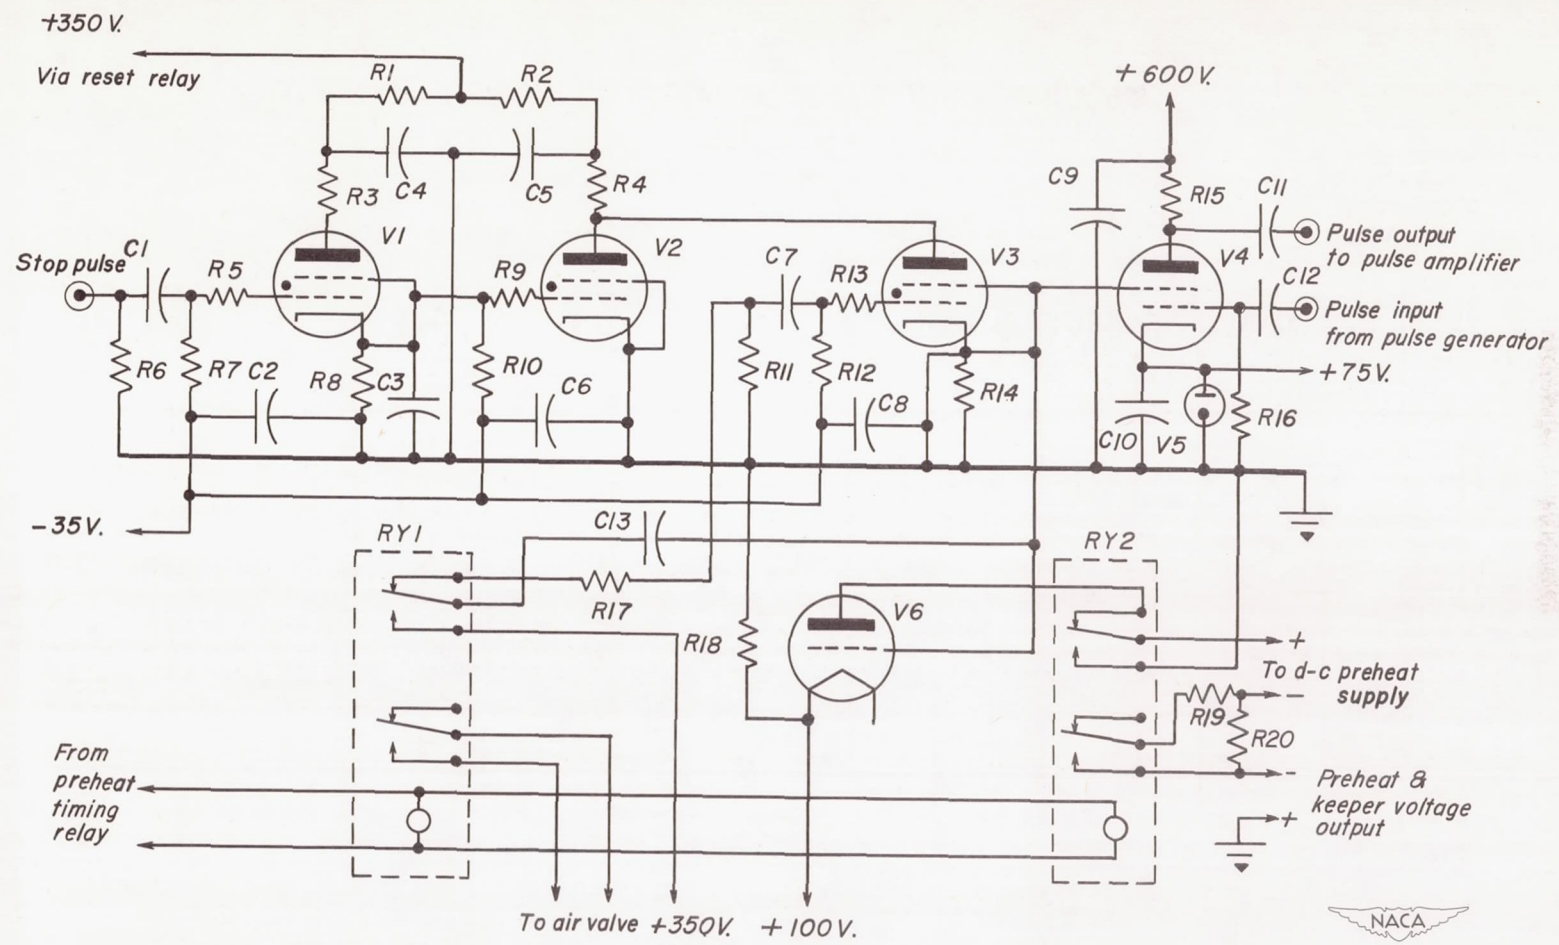 +350 V.
Via reset relay
R1
R2
+ 600 V.
C4
C5
R3
R4
C9
R15
C11
V1
V2
V3
V4
Pulse output
to pulse amplifier
Stop pulse
C1
R5
R9
C7
R13
C12
Pulse input
from pulse generator
R6
R7
C2
R8
C3
R10
C6
R11
R12
C8
R14
+75V.
C10
V5
R16
-35V.
RY1
C13
RY2
R17
R18
V6
+
To d-c preheat
supply
-
R19
R20
-
From
preheat
timing
relay
Preheat &
keeper voltage
output
+
To air valve
+350V.
+ 100V.
NACA